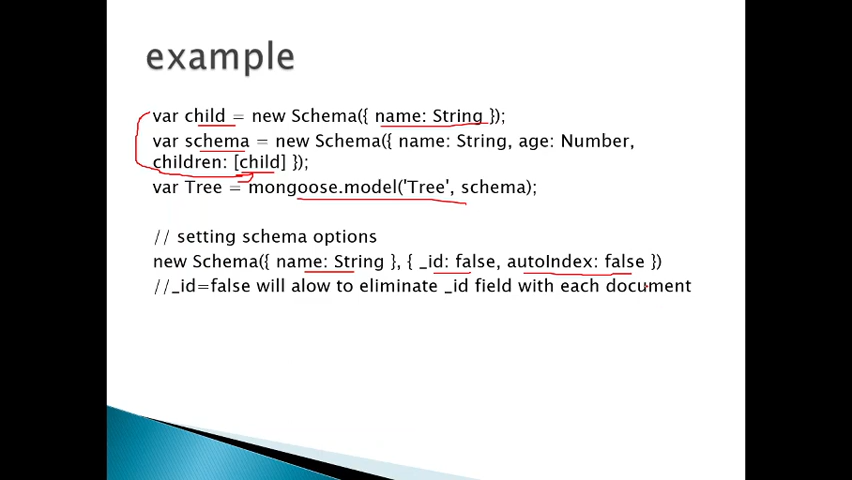 example
var child = new Schema({ name: String });
var schema = new Schema({ name: String, age: Number,
children: [child] });
var Tree = mongoose.model('Tree', schema);
// setting schema options
new Schema({ name: String }, { _id: false, autoIndex: false })
//_id=false will alow to eliminate _id field with each document